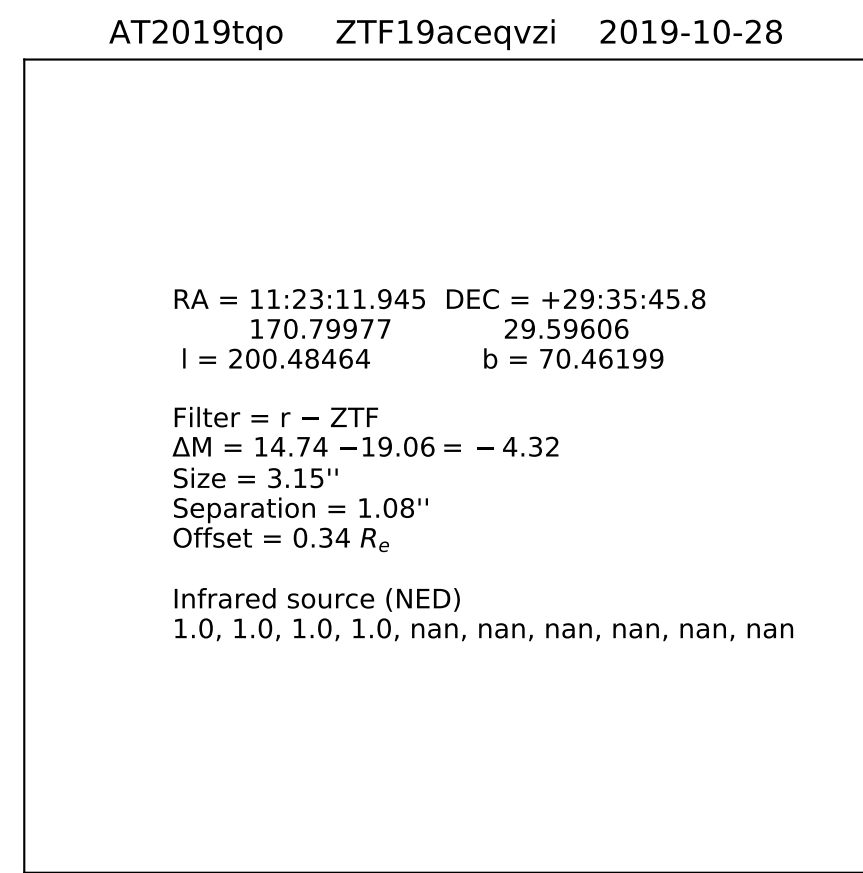 AT2019tqo ZTF19aceqvzi 2019-10-28
RA = 11:23:11.945 DEC = +29:35:45.8
170.79977 29.59606
l = 200.48464 b = 70.46199
Filter = r − ZTF
ΔM = 14.74 −19.06 = − 4.32
Size = 3.15''
Separation = 1.08''
Offset = 0.34 Re
Infrared source (NED)
1.0, 1.0, 1.0, 1.0, nan, nan, nan, nan, nan, nan